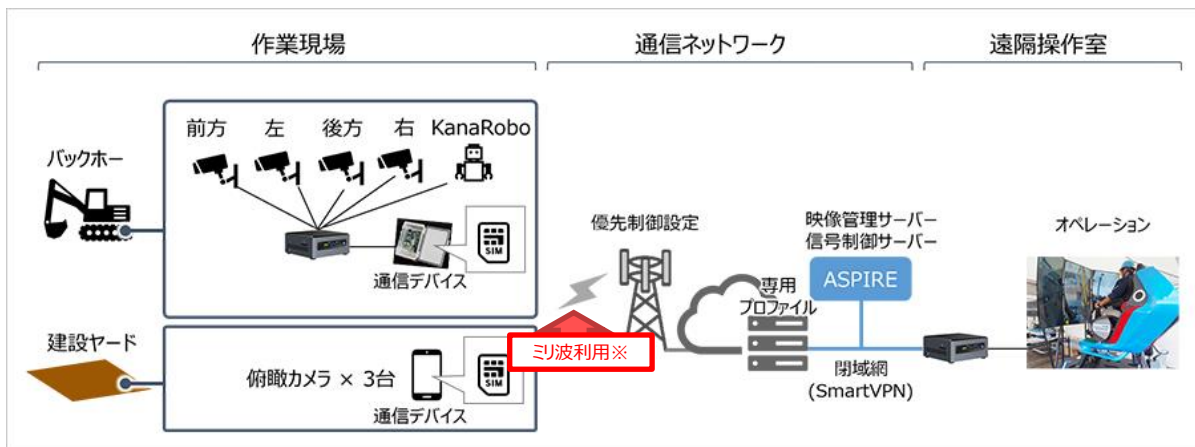 作業現場
通信ネットワーク
遠隔操作室
バックホー
前方
左
後方
右
KanaRobo
SIM
通信デバイス
建設ヤード
俯瞰カメラ × 3台
SIM
通信デバイス
ミリ波利用※
優先制御設定
専用
プロファイル
映像管理サーバー
信号制御サーバー
ASPIRE
閉域網
(SmartVPN)
オペレーション